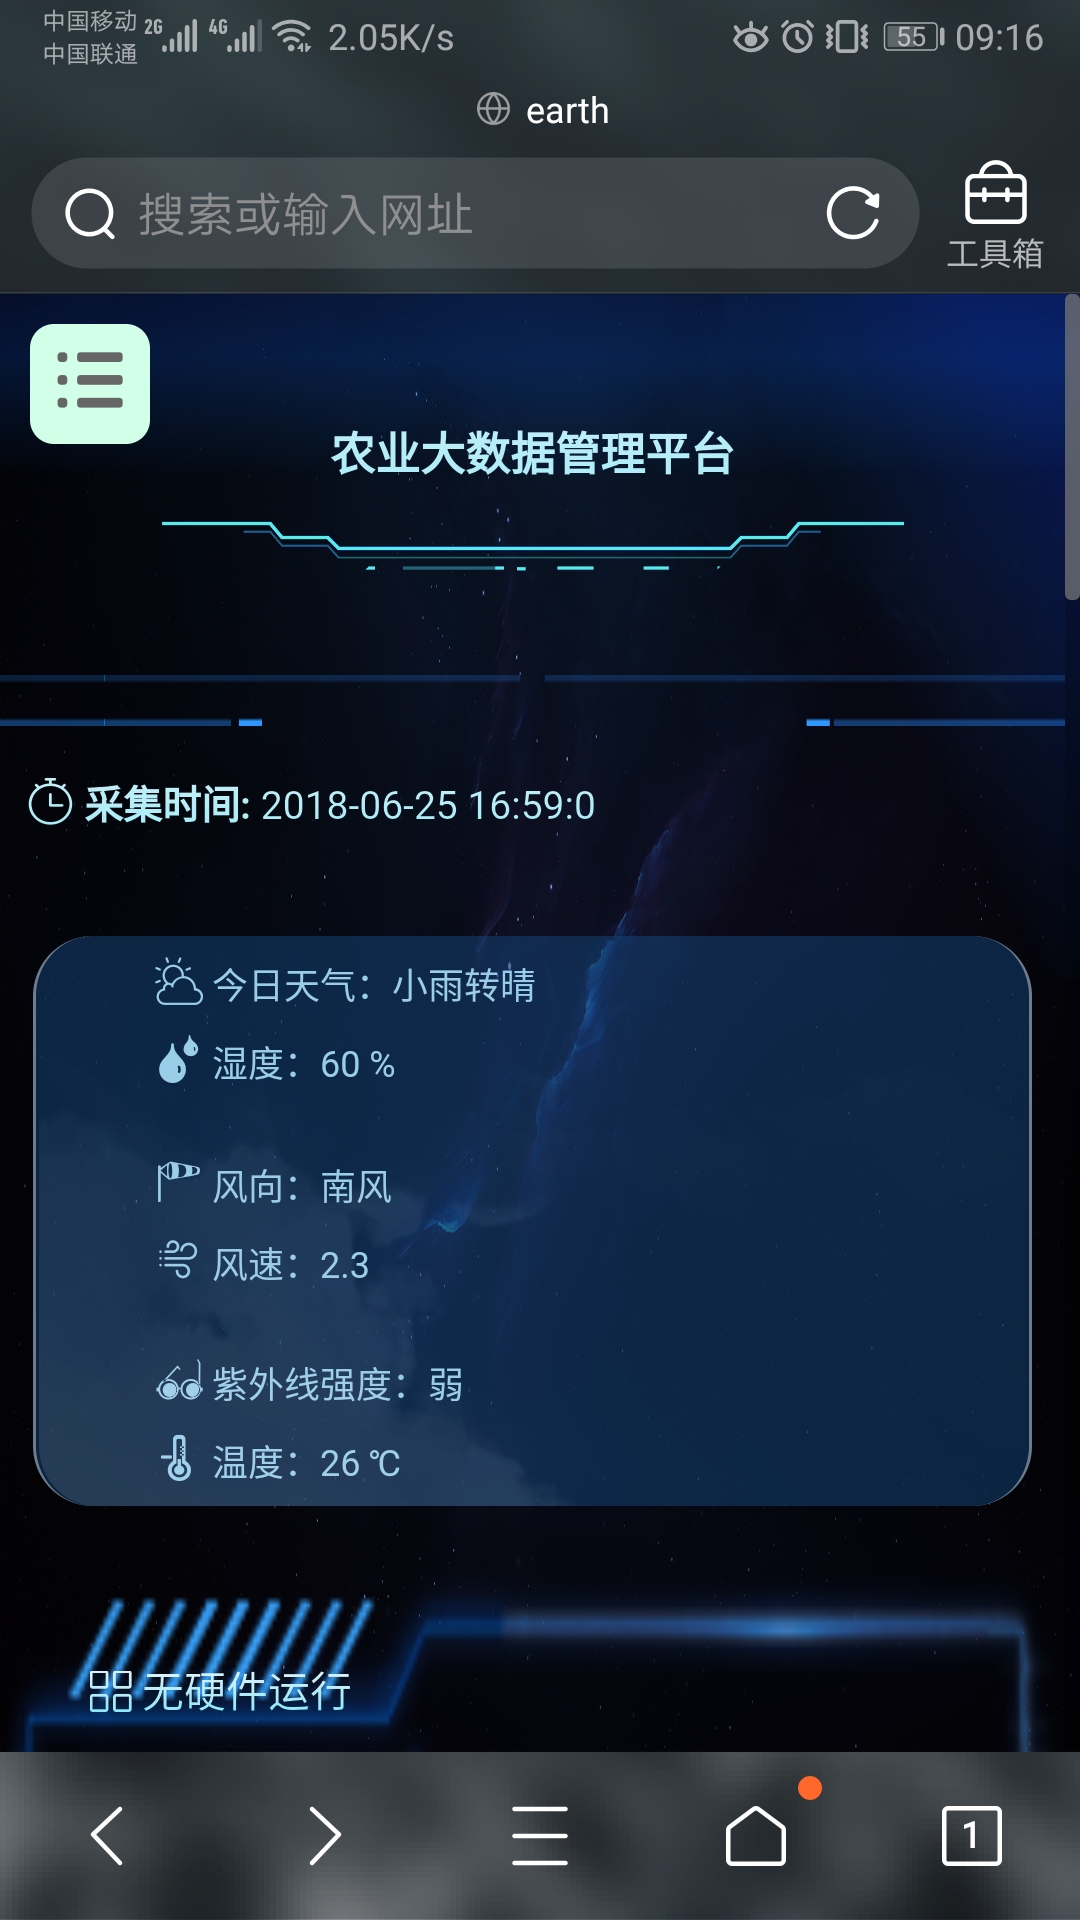 中国移动 2G 4G 2.05K/s 55 09:16
中国联通
earth
搜索或输入网址
工具箱
农业大数据管理平台
采集时间: 2018-06-25 16:59:0
今日天气：小雨转晴
湿度：60 %
风向：南风
风速：2.3
紫外线强度：弱
温度：26 ℃
无硬件运行
1